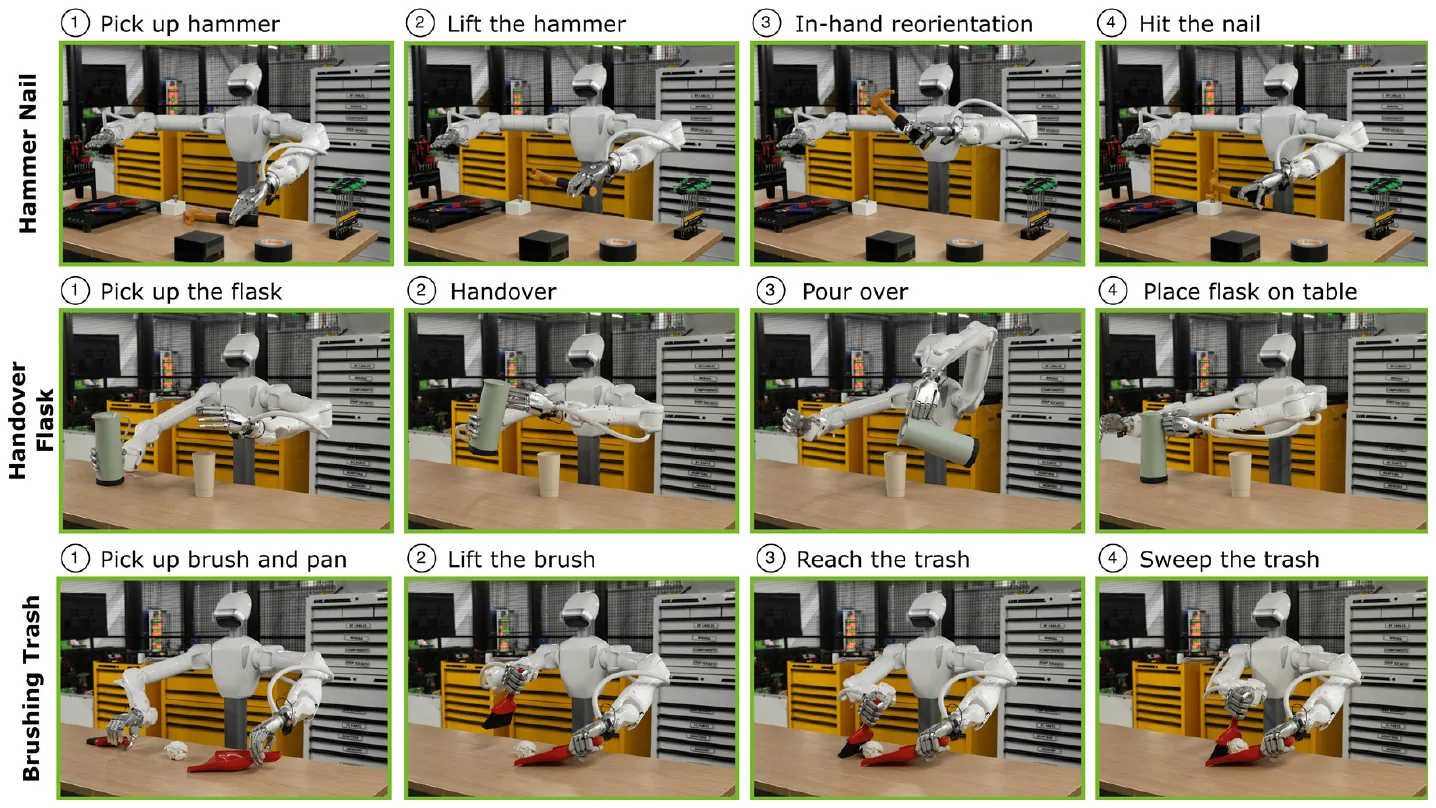 ① Pick up hammer
② Lift the hammer
③ In-hand reorientation
④ Hit the nail
Hammer Nail
① Pick up the flask
② Handover
③ Pour over
④ Place flask on table
Handover
Flask
① Pick up brush and pan
② Lift the brush
③ Reach the trash
④ Sweep the trash
Brushing Trash